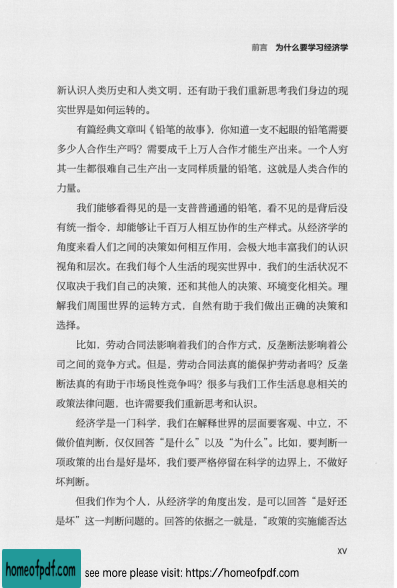 前言　为什么要学习经济学
新认识人类历史和人类文明，还有助于我们重新思考我们身边的现
实世界是如何运转的。
有篇经典文章叫《铅笔的故事》，你知道一支不起眼的铅笔需要
多少人合作生产吗？需要成千上万人合作才能生产出来。一个人穷
其一生都很难自己生产出一支同样质量的铅笔，这就是人类合作的
力量。
我们能够看得见的是一支普普通通的铅笔，看不见的是背后没
有统一指令，却能够让千百万人相互协作的生产样式。从经济学的
角度来看人们之间的决策如何相互作用，会极大地丰富我们的认识
视角和层次。在我们每个人生活的现实世界中，我们的生活状况不
仅取决于我们自己的决策，还和其他人的决策、环境变化相关。理
解我们周围世界的运转方式，自然有助于我们做出正确的决策和
选择。
比如，劳动合同法影响着我们的合作方式，反垄断法影响着公
司之间的竞争方式。但是，劳动合同法真的能保护劳动者吗？反垄
断法真的有助于市场良性竞争吗？很多与我们工作生活息息相关的
政策法律问题，也许需要我们重新思考和认识。
经济学是一门科学，我们在解释世界的层面要客观、中立，不
做价值判断，仅仅回答“是什么”以及“为什么”。比如，要判断一
项政策的出台是好是坏，我们要严格停留在科学的边界上，不做好
坏判断。
但我们作为个人，从经济学的角度出发，是可以回答“是好还
是坏”这一判断问题的。回答的依据之一就是，“政策的实施能否达
XV
homeofpdf.com
see more please visit: https://homeofpdf.com